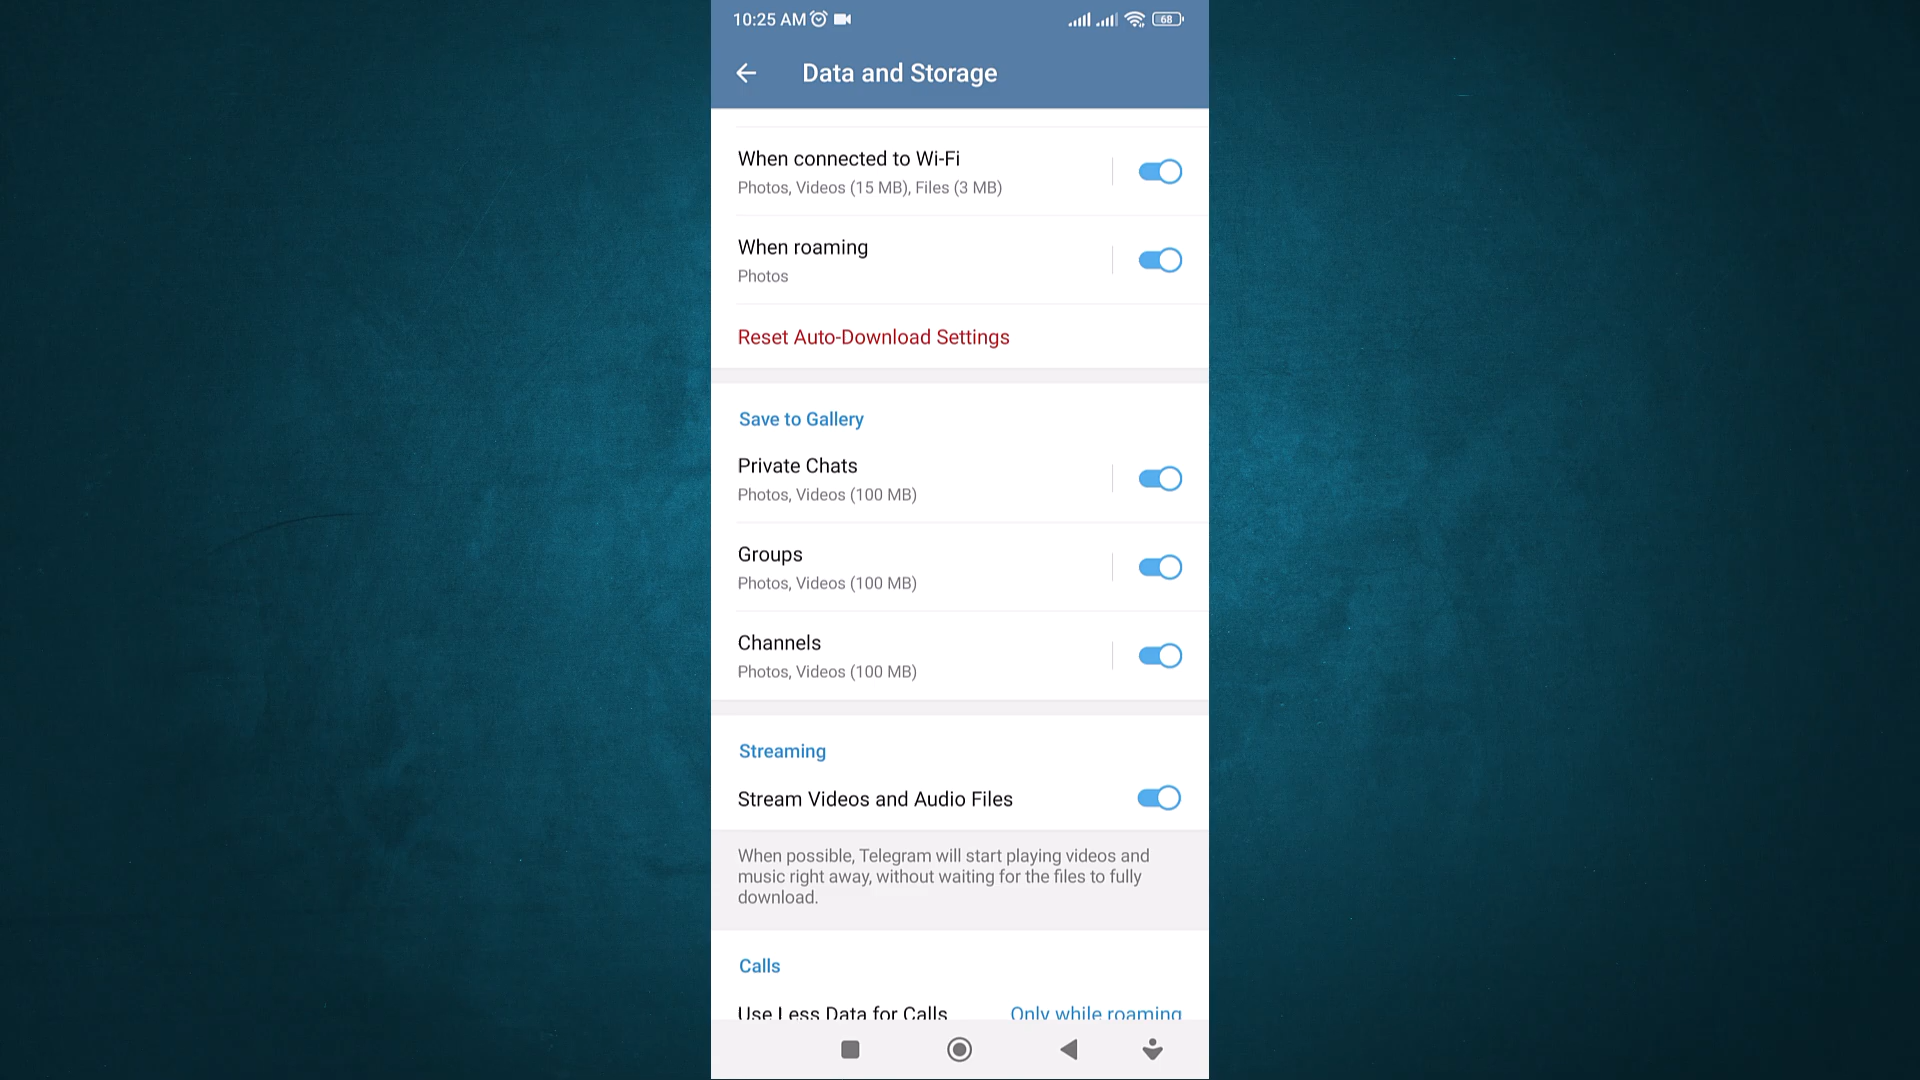 10:25 AM 68
Data and Storage
When connected to Wi-Fi
Photos, Videos (15 MB), Files (3 MB)
When roaming
Photos
Reset Auto-Download Settings
Save to Gallery
Private Chats
Photos, Videos (100 MB)
Groups
Photos, Videos (100 MB)
Channels
Photos, Videos (100 MB)
Streaming
Stream Videos and Audio Files
When possible, Telegram will start playing videos and
music right away, without waiting for the files to fully
download.
Calls
Use Less Data for Calls Only while roaming